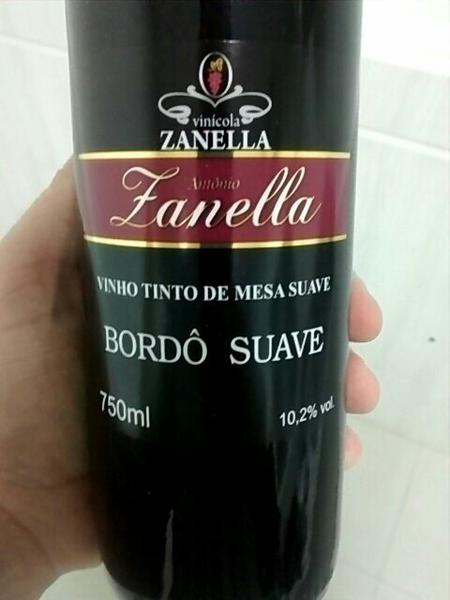 vinícola
ZANELLA
Antônio
Zanella
VINHO TINTO DE MESA SUAVE
BORDÔ SUAVE
750ml
10,2% vol.